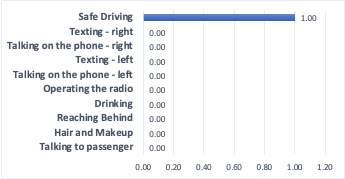 Safe Driving 1.00
Texting - right 0.00
Talking on the phone - right 0.00
Texting - left 0.00
Talking on the phone - left 0.00
Operating the radio 0.00
Drinking 0.00
Reaching Behind 0.00
Hair and Makeup 0.00
Talking to passenger 0.00
0.00 0.20 0.40 0.60 0.80 1.00 1.20